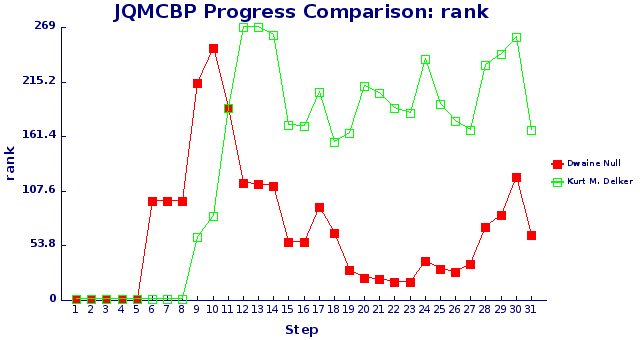 JQMCBP Progress Comparison: rank
269
215.2
161.4
107.6
53.8
0
rank
1 2 3 4 5 6 7 8 9 10 11 12 13 14 15 16 17 18 19 20 21 22 23 24 25 26 27 28 29 30 31
Step
Dwaine Null
Kurt M. Delker